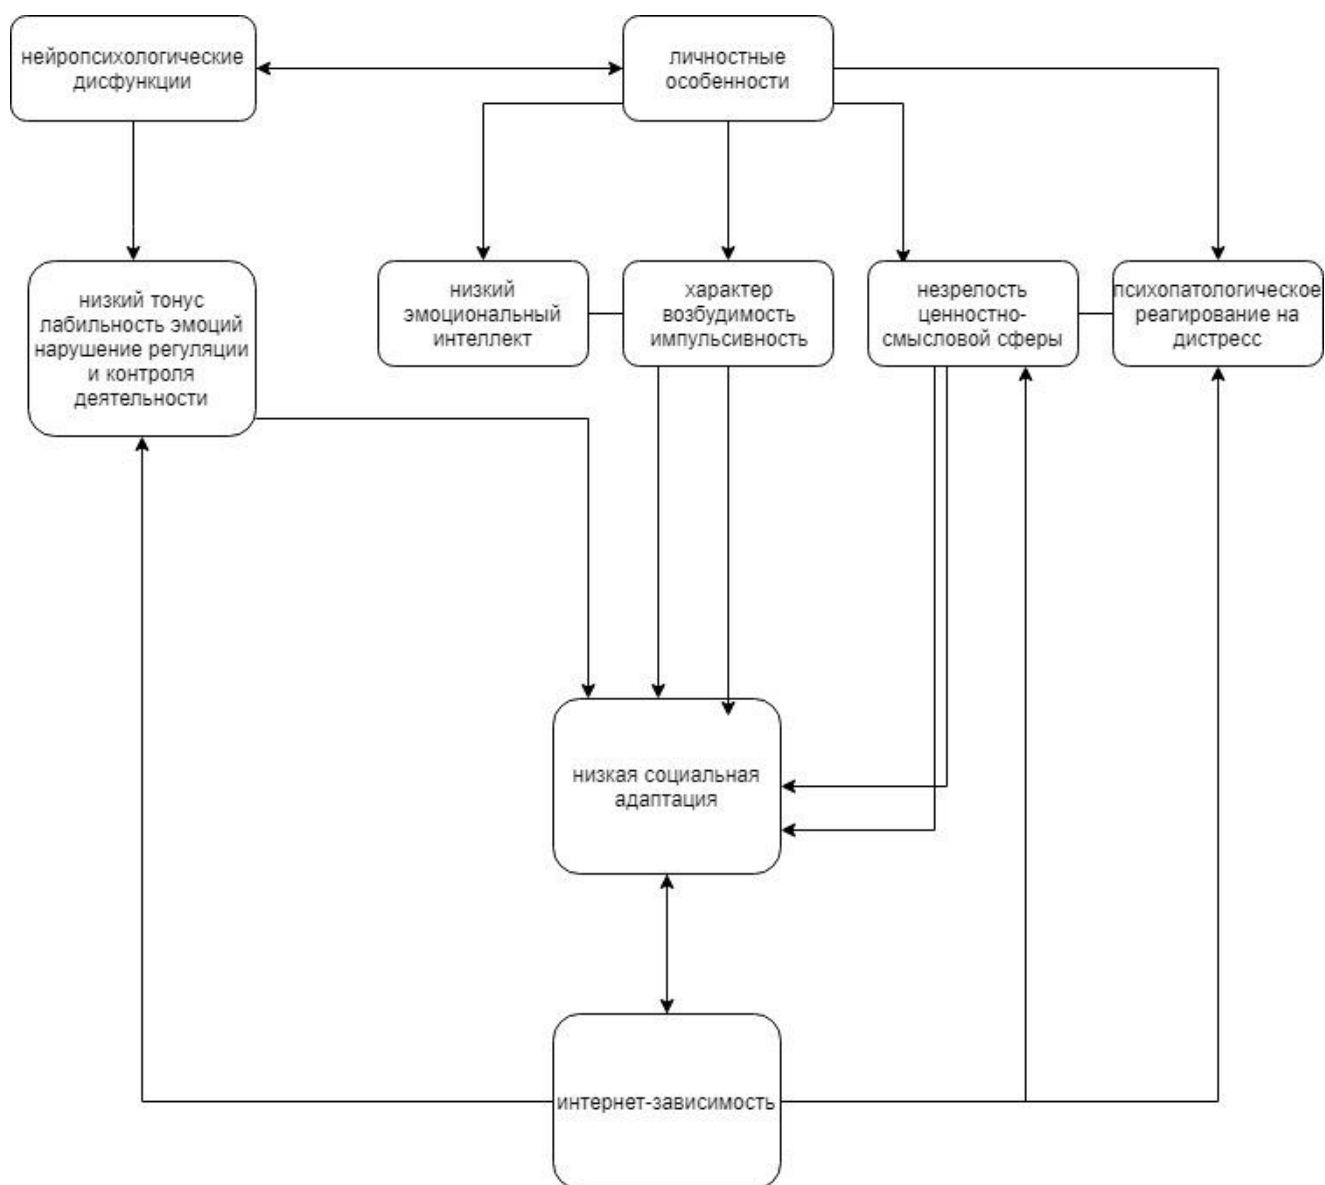 нейропсихологические
дисфункции
личностные
особенности
низкий тонус
лабильность эмоций
нарушение регуляции
и контроля
деятельности
низкий
эмоциональный
интеллект
характер
возбудимость
импульсивность
незрелость
ценностно-
смысловой сферы
психопатологическое
реагирование на
дистресс
низкая социальная
адаптация
интернет-зависимость